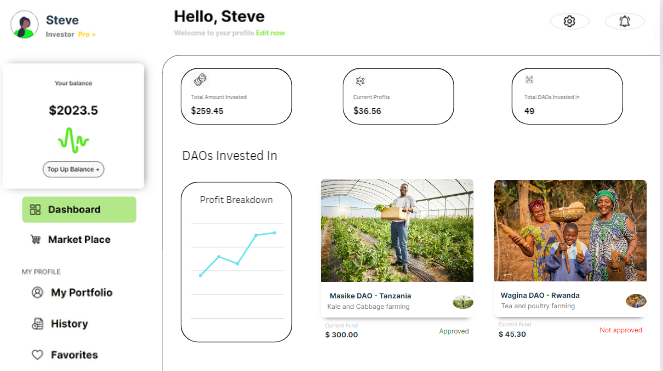 Steve
Investor Pro +
Hello, Steve
Welcome to your profile Edit now
Your balance
$2023.5
Top Up Balance +
Dashboard
Market Place
MY PROFILE
My Portfolio
History
Favorites
Total Amount Invested
$259.45
Current Profits
$36.56
Total DAOs Invested in
49
DAOs Invested In
Profit Breakdown
Masike DAO - Tanzania
Kale and Cabbage farming
Current Fund
$ 300.00
Approved
Wagina DAO - Rwanda
Tea and poultry farming
Current Fund
$ 45.30
Not approved